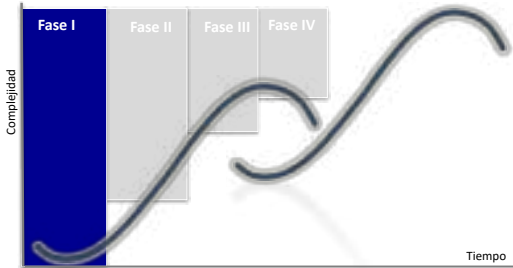 Fase I
Fase II
Fase III
Fase IV
Complejidad
Tiempo